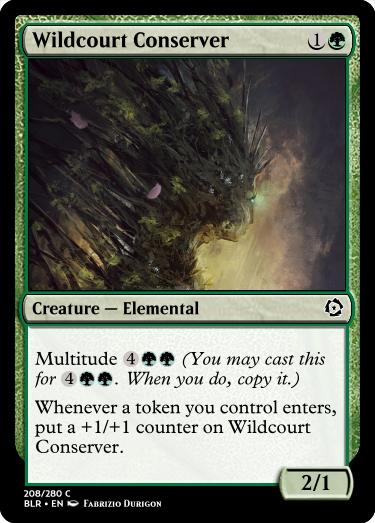 Wildcourt Conserver 1
Creature — Elemental
Multitude 4 (You may cast this
for 4. When you do, copy it.)
Whenever a token you control enters,
put a +1/+1 counter on Wildcourt
Conserver.
2/1
208/280 C
BLR • EN Fabrizio Durigon